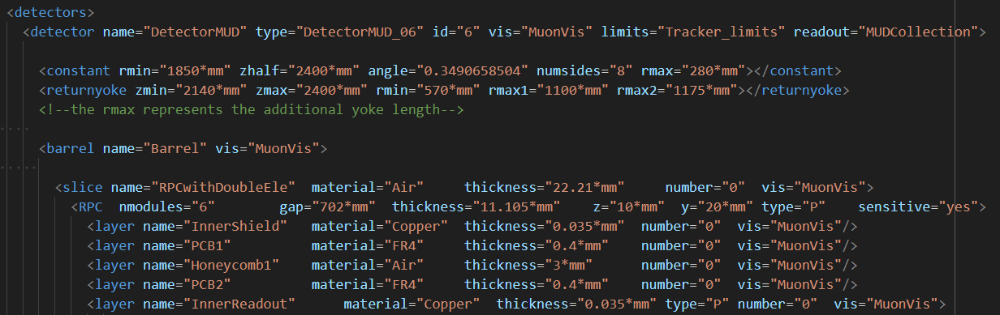 <detectors>
<detector name="DetectorMUD" type="DetectorMUD_06" id="6" vis="MuonVis" limits="Tracker_limits" readout="MUDCollection">
<constant rmin="1850*mm" zhalf="2400*mm" angle="0.3490658504" numsides="8" rmax="280*mm"></constant>
<returnyoke zmin="2140*mm" zmax="2400*mm" rmin="570*mm" rmax1="1100*mm" rmax2="1175*mm"></returnyoke>
<!--the rmax represents the additional yoke length-->
<barrel name="Barrel" vis="MuonVis">
<slice name="RPCwithDoubleEle" material="Air" thickness="22.21*mm" number="0" vis="MuonVis">
<RPC nmodules="6" gap="702*mm" thickness="11.105*mm" z="10*mm" y="20*mm" type="P" sensitive="yes">
<layer name="InnerShield" material="Copper" thickness="0.035*mm" number="0" vis="MuonVis"/>
<layer name="PCB1" material="FR4" thickness="0.4*mm" number="0" vis="MuonVis"/>
<layer name="Honeycomb1" material="Air" thickness="3*mm" number="0" vis="MuonVis"/>
<layer name="PCB2" material="FR4" thickness="0.4*mm" number="0" vis="MuonVis"/>
<layer name="InnerReadout" material="Copper" thickness="0.035*mm" type="P" number="0" vis="MuonVis">